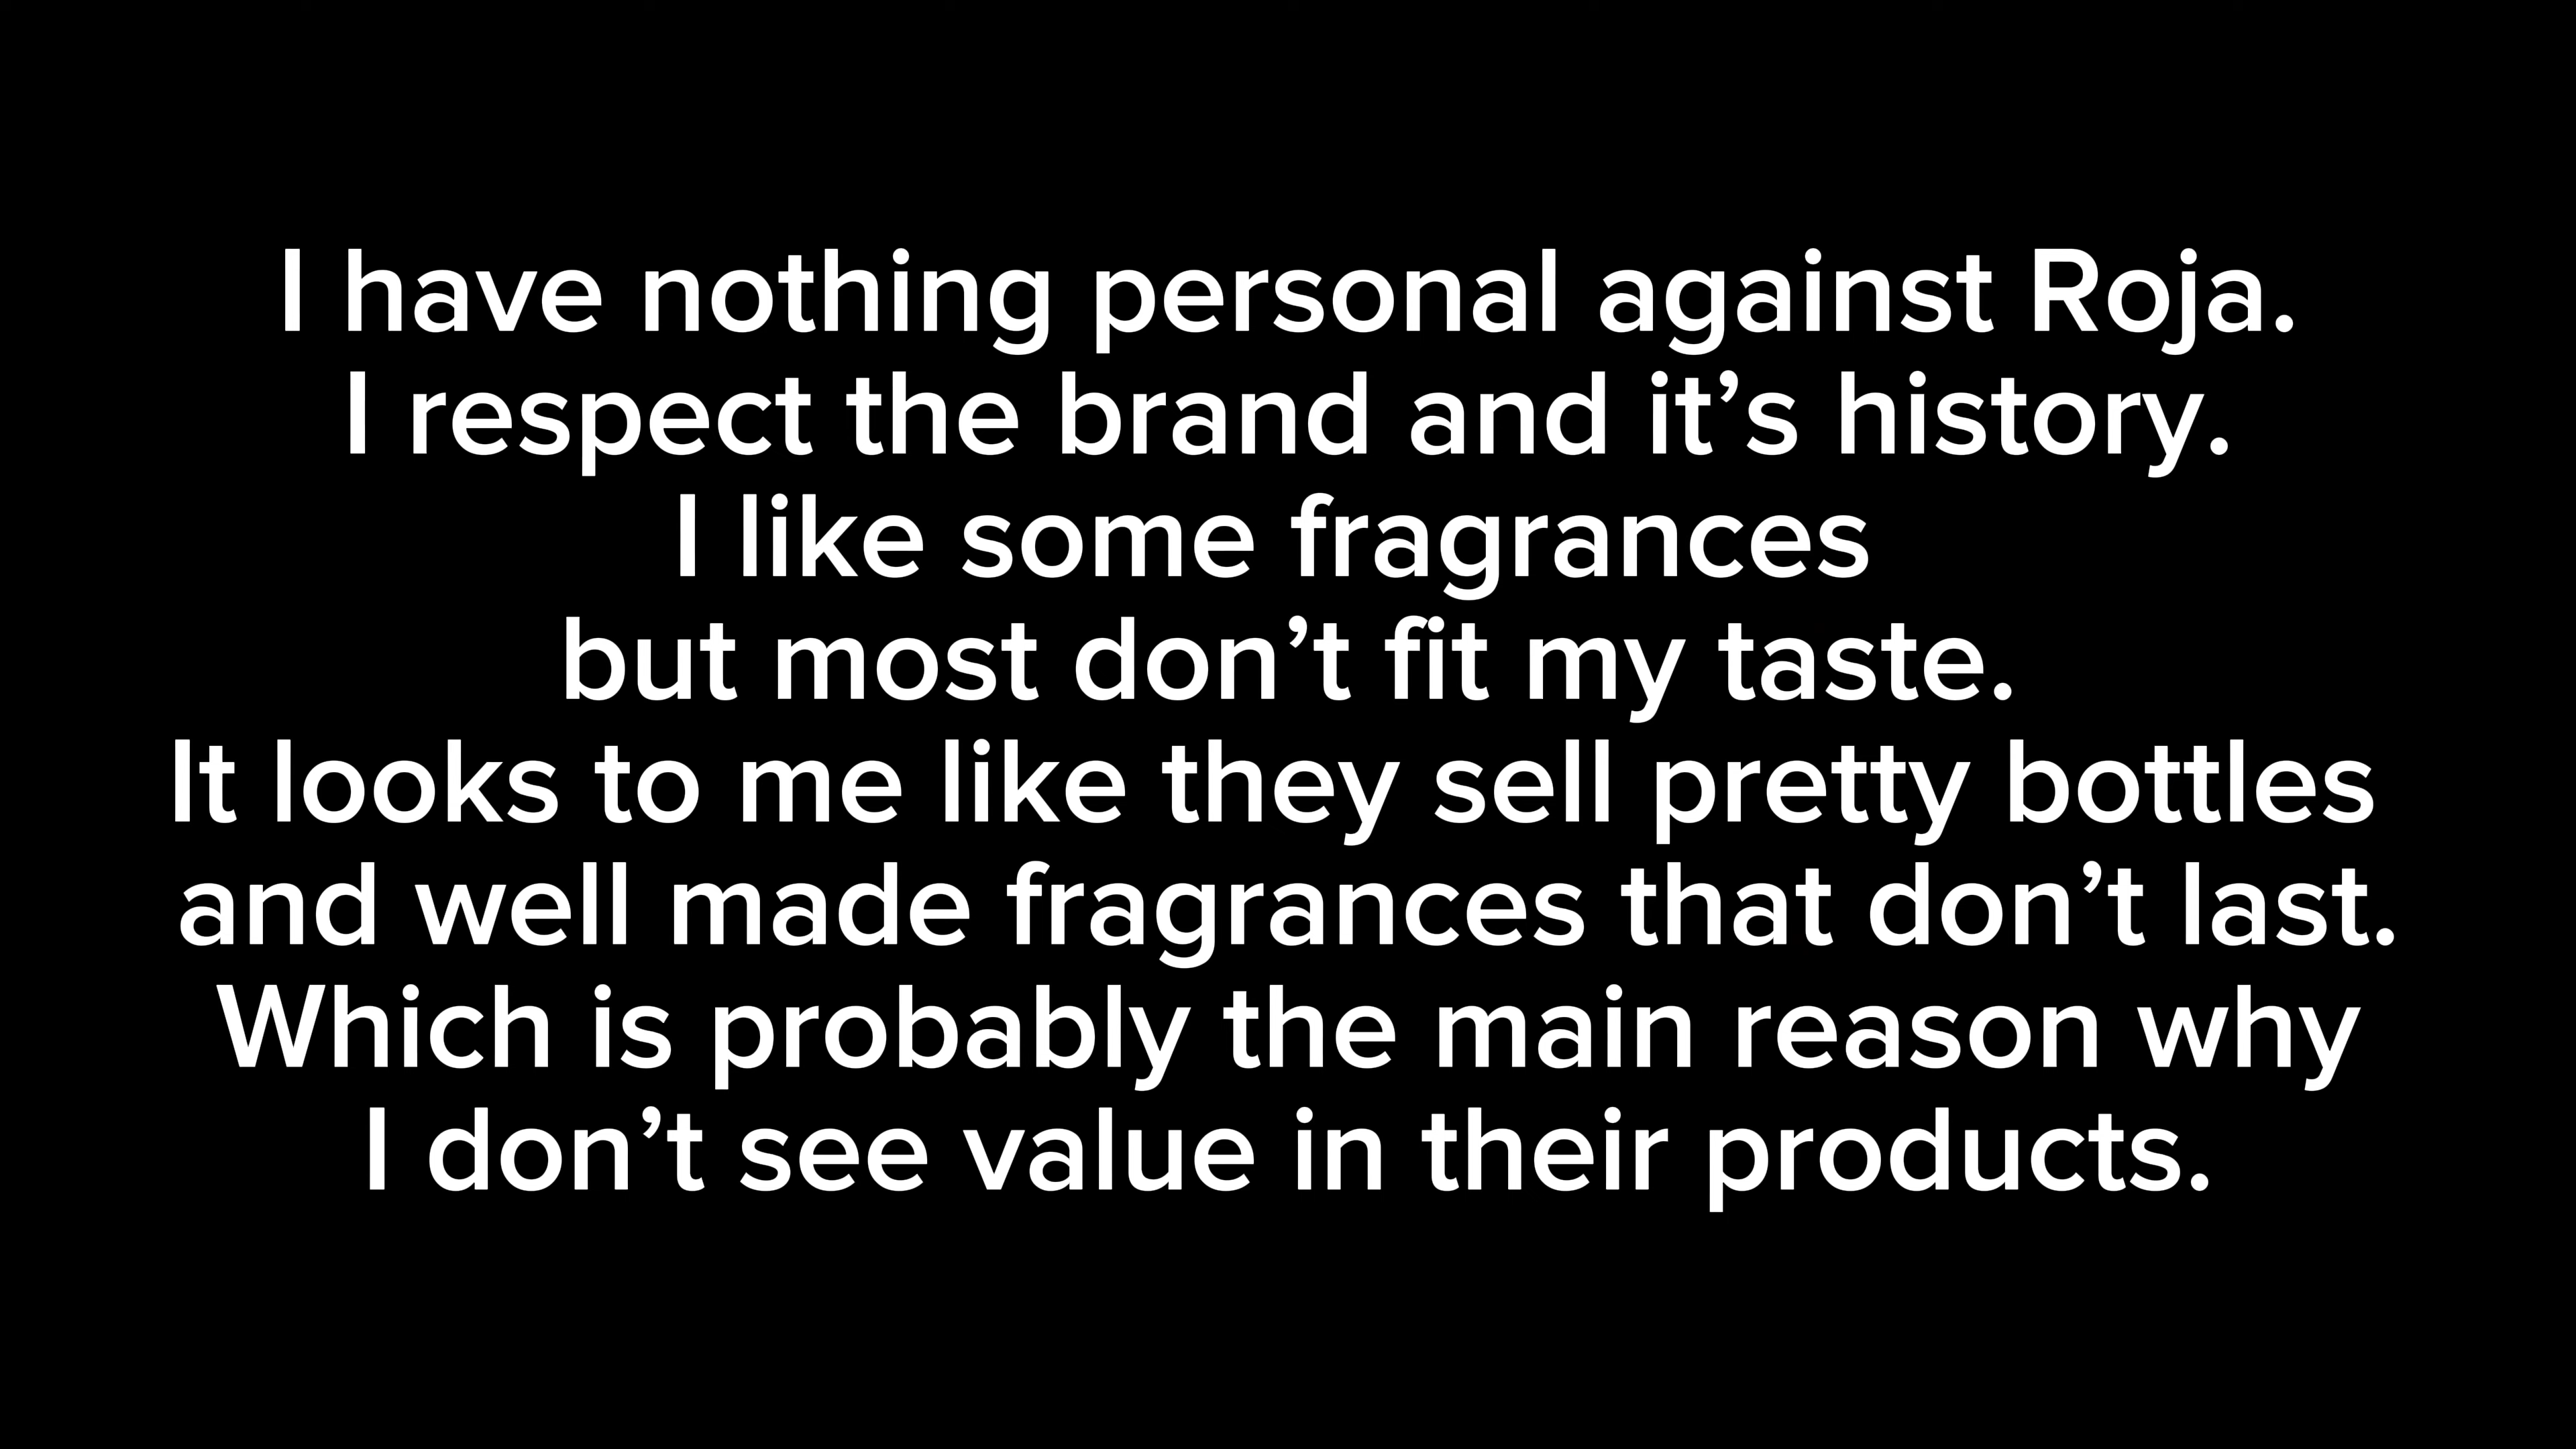 I have nothing personal against Roja.
I respect the brand and it’s history.
I like some fragrances
but most don’t fit my taste.
It looks to me like they sell pretty bottles
and well made fragrances that don’t last.
Which is probably the main reason why
I don’t see value in their products.